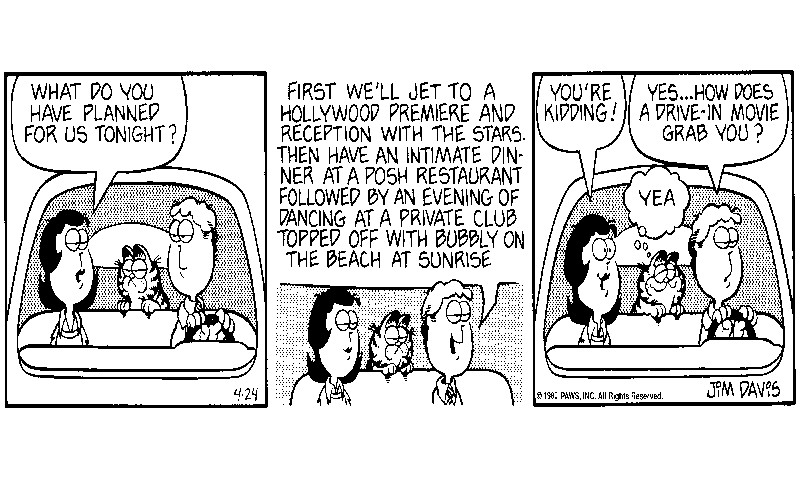 WHAT DO YOU
HAVE PLANNED
FOR US TONIGHT?
4-24
FIRST WE'LL JET TO A
HOLLYWOOD PREMIERE AND
RECEPTION WITH THE STARS.
THEN HAVE AN INTIMATE DIN-
NER AT A POSH RESTAURANT
FOLLOWED BY AN EVENING OF
DANCING AT A PRIVATE CLUB
TOPPED OFF WITH BUBBLY ON
THE BEACH AT SUNRISE
YOU'RE
KIDDING!
YES...HOW DOES
A DRIVE-IN MOVIE
GRAB YOU?
YEA
© PAWS, INC. All Rights Reserved.
JIM DAVIS